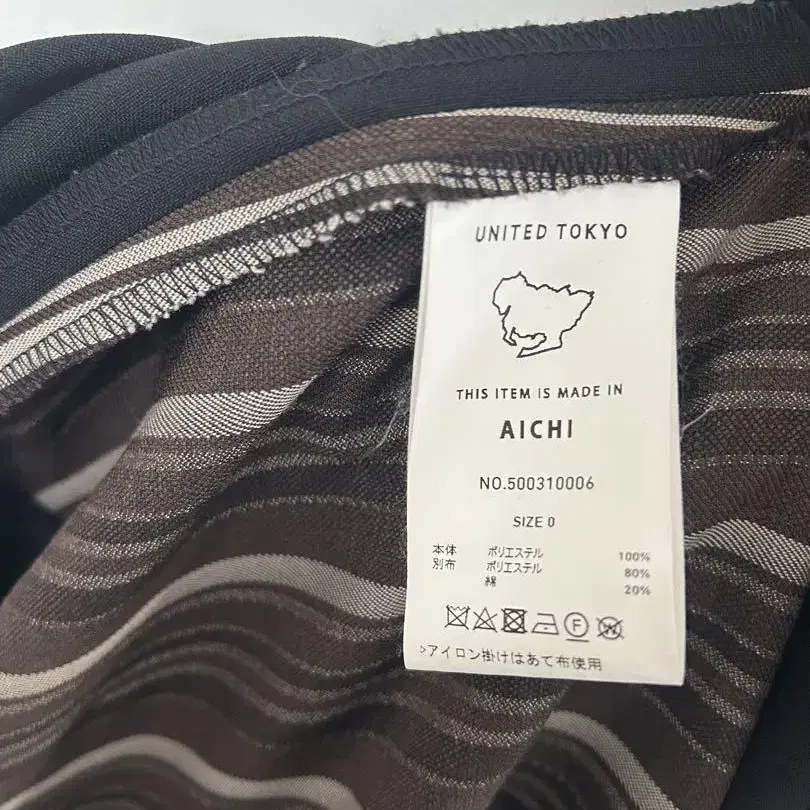 UNITED TOKYO
THIS ITEM IS MADE IN
AICHI
NO.500310006
SIZE 0
本体 ポリエステル 100%
別布 ポリエステル 80%
綿 20%
F
W
>アイロン掛けはあて布使用